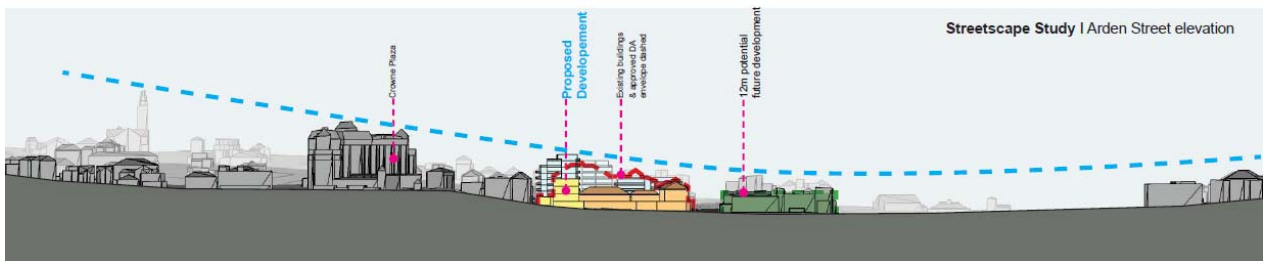 Streetscape Study I Arden Street elevation
Crowne Plaza
Proposed
Developement
Existing buildings
& approved DA
envelope dashed
12m potential
future development